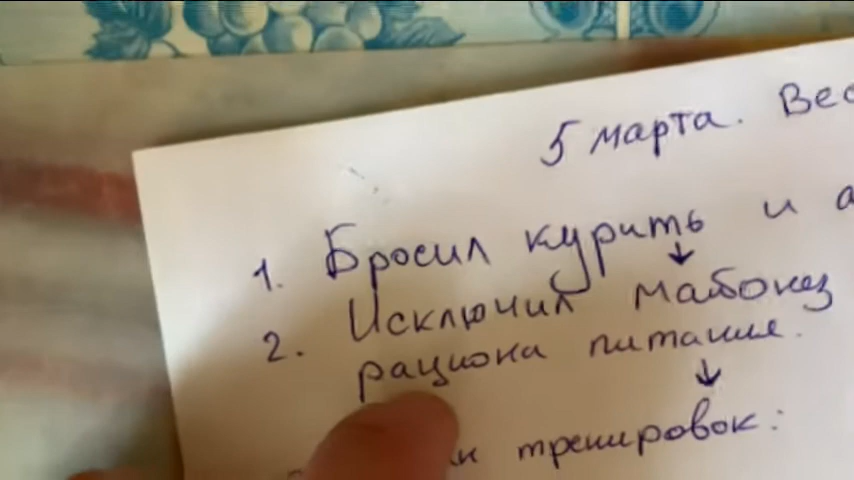 5 марта. Вес
1. Бросил курить и а
↓
2. Исключил майонез
рациона питания.
↓
н тренировок: